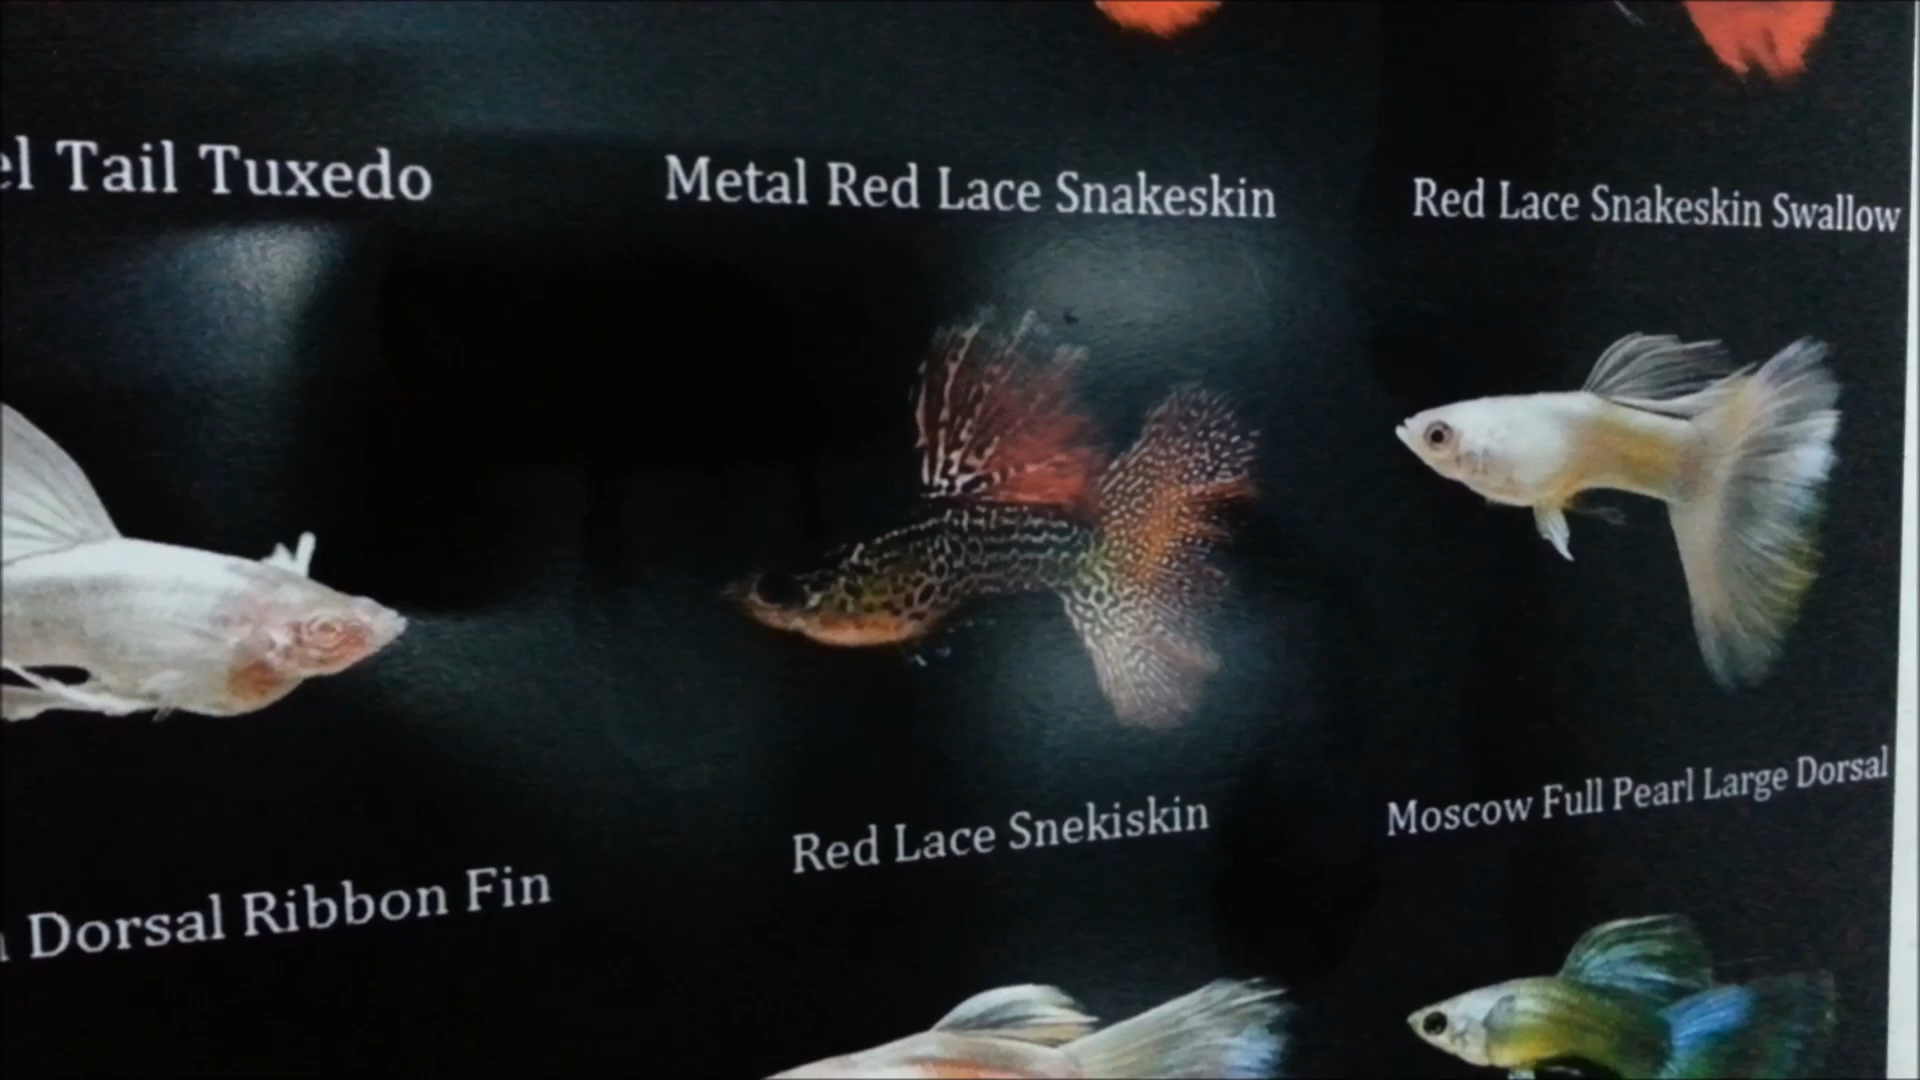 Tail Tuxedo
Metal Red Lace Snakeskin
Red Lace Snakeskin Swallow
Dorsal Ribbon Fin
Red Lace Snekiskin
Moscow Full Pearl Large Dorsal